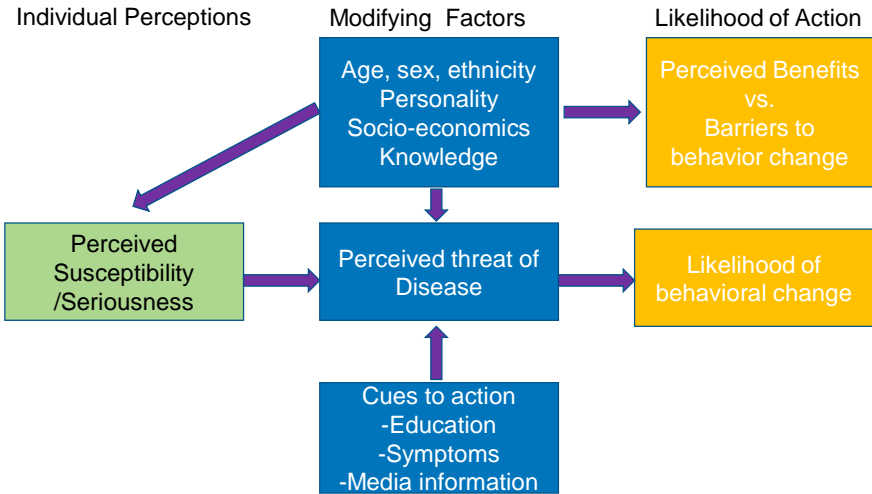 Individual Perceptions
Modifying Factors
Likelihood of Action
Age, sex, ethnicity
Personality
Socio-economics
Knowledge
Perceived Benefits
vs.
Barriers to
behavior change
Perceived
Susceptibility
/Seriousness
Perceived threat of
Disease
Likelihood of
behavioral change
Cues to action
-Education
-Symptoms
-Media information